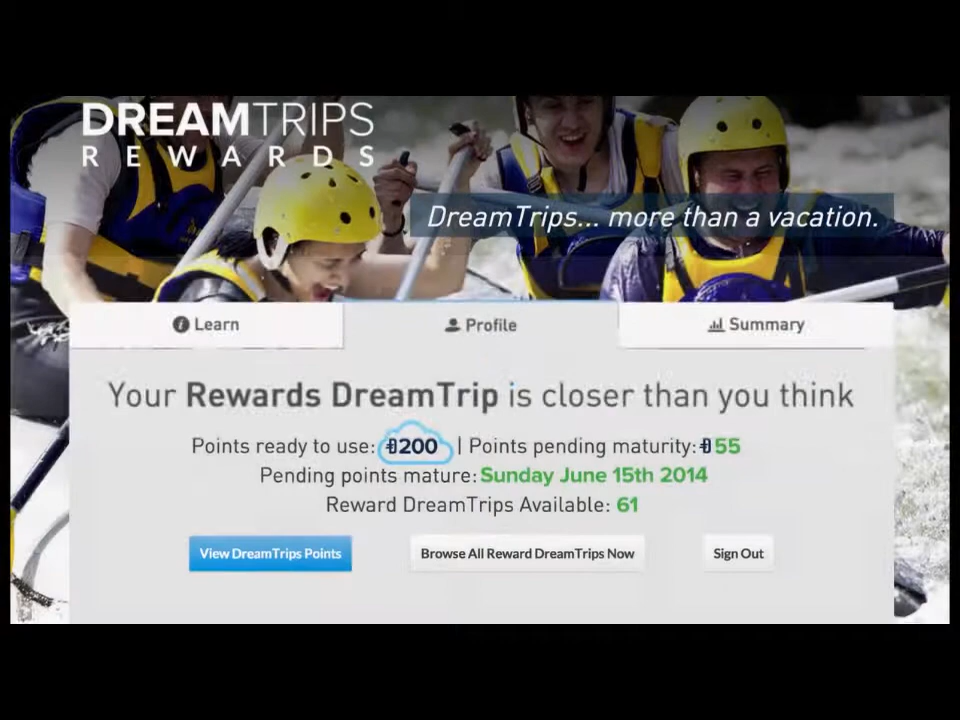 DREAMTRIPS
REWARDS
DreamTrips... more than a vacation.
Learn
Profile
Summary
Your Rewards DreamTrip is closer than you think
Points ready to use: 200 | Points pending maturity: 55
Pending points mature: Sunday June 15th 2014
Reward DreamTrips Available: 61
View DreamTrips Points
Browse All Reward DreamTrips Now
Sign Out